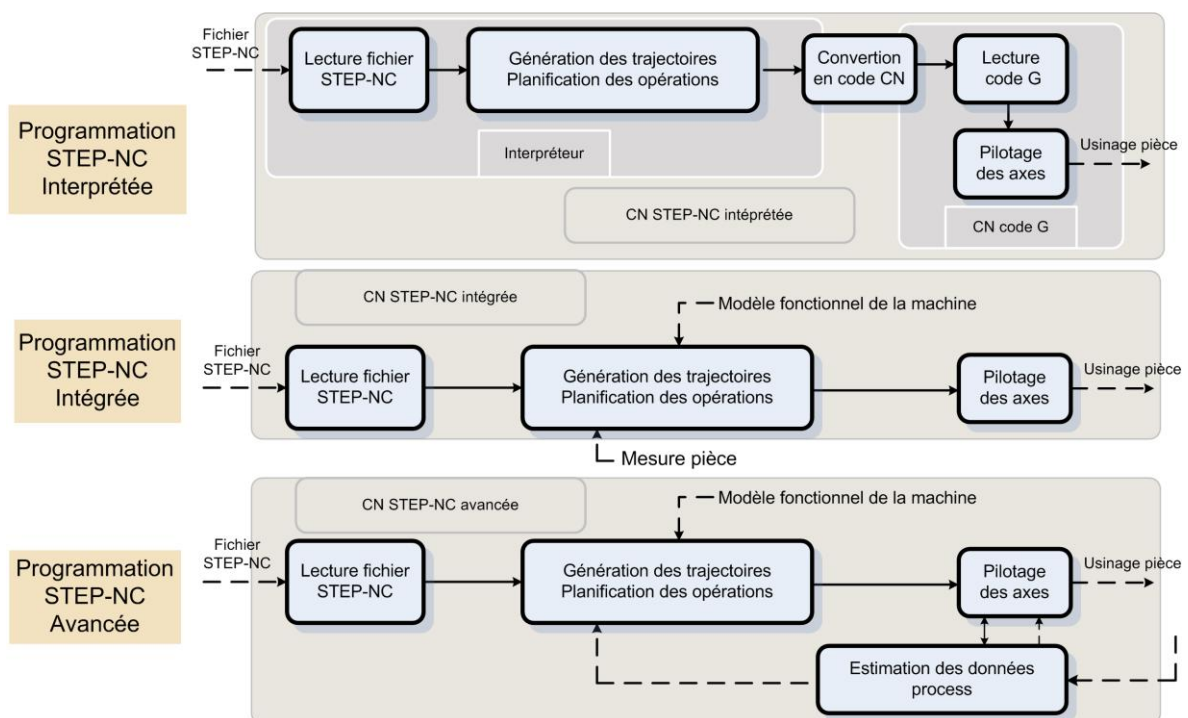 Programmation
STEP-NC
Interprétée
Fichier
STEP-NC
Lecture fichier
STEP-NC
Génération des trajectoires
Planification des opérations
Convertion
en code CN
Lecture
code G
Interpréteur
Pilotage
des axes
Usinage pièce
CN STEP-NC intéprétée
CN code G
Programmation
STEP-NC
Intégrée
CN STEP-NC intégrée
Modèle fonctionnel de la machine
Fichier
STEP-NC
Lecture fichier
STEP-NC
Génération des trajectoires
Planification des opérations
Pilotage
des axes
Usinage pièce
Mesure pièce
Programmation
STEP-NC
Avancée
CN STEP-NC avancée
Modèle fonctionnel de la machine
Fichier
STEP-NC
Lecture fichier
STEP-NC
Génération des trajectoires
Planification des opérations
Pilotage
des axes
Usinage pièce
Estimation des données
process